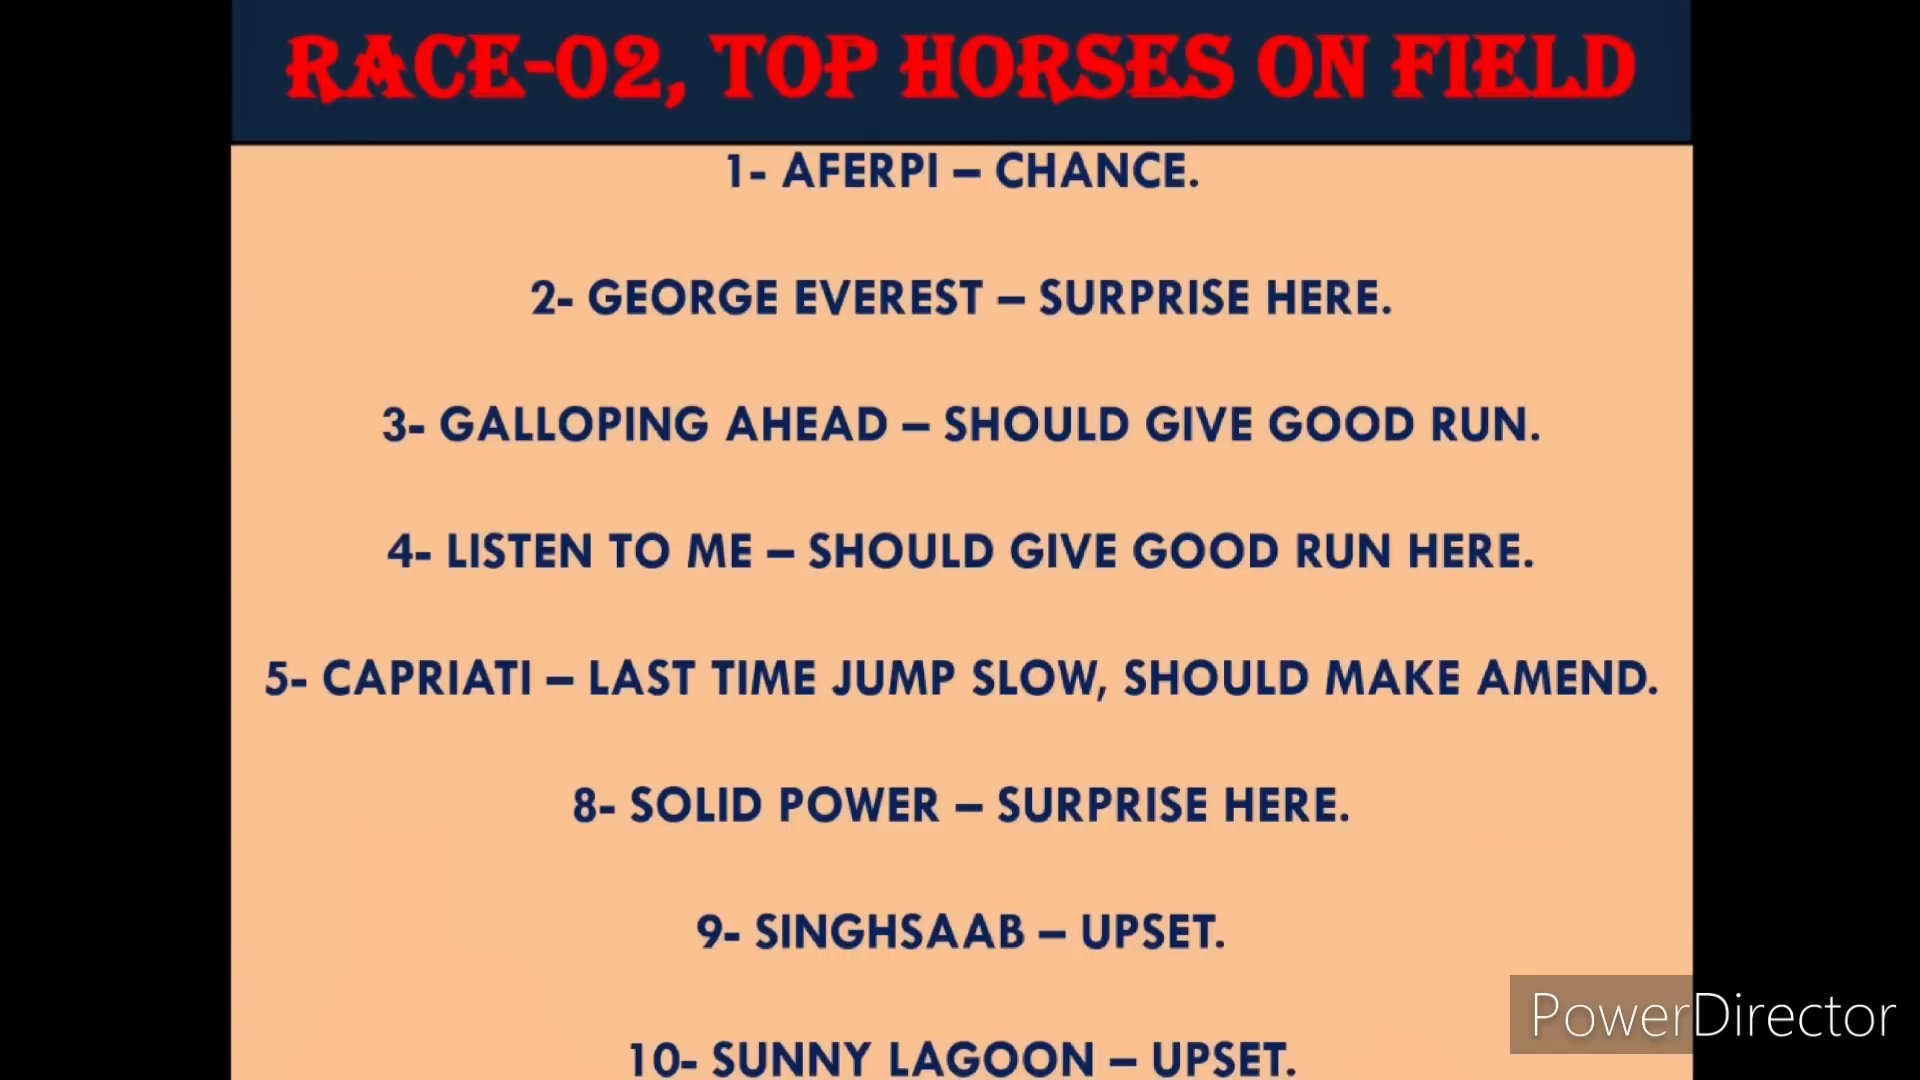 RACE-02, TOP HORSES ON FIELD
1- AFERPI – CHANCE.
2- GEORGE EVEREST – SURPRISE HERE.
3- GALLOPING AHEAD – SHOULD GIVE GOOD RUN.
4- LISTEN TO ME – SHOULD GIVE GOOD RUN HERE.
5- CAPRIATI – LAST TIME JUMP SLOW, SHOULD MAKE AMEND.
8- SOLID POWER – SURPRISE HERE.
9- SINGHSAAB – UPSET.
10- SUNNY LAGOON – UPSET.
PowerDirector